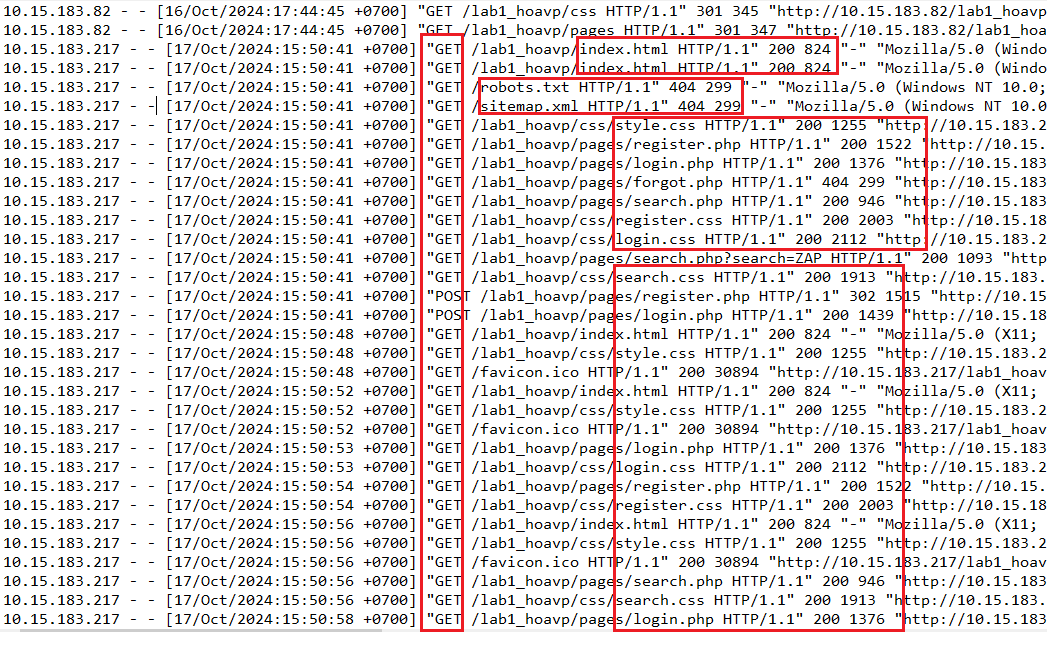 10.15.183.82 - - [16/Oct/2024:17:44:45 +0700] "GET /lab1_hoavp/css HTTP/1.1" 301 345 "http://10.15.183.82/lab1_hoavp
10.15.183.82 - - [16/Oct/2024:17:44:45 +0700] "GET /lab1_hoavp/pages HTTP/1.1" 301 347 "http://10.15.183.82/lab1_hoa
10.15.183.217 - - [17/Oct/2024:15:50:41 +0700] "GET /lab1_hoavp/index.html HTTP/1.1" 200 824 "-" "Mozilla/5.0 (Windo
10.15.183.217 - - [17/Oct/2024:15:50:41 +0700] "GET /lab1_hoavp/index.html HTTP/1.1" 200 824 "-" "Mozilla/5.0 (Windo
10.15.183.217 - - [17/Oct/2024:15:50:41 +0700] "GET /robots.txt HTTP/1.1" 404 299 "-" "Mozilla/5.0 (Windows NT 10.0;
10.15.183.217 - - [17/Oct/2024:15:50:41 +0700] "GET /sitemap.xml HTTP/1.1" 404 299 "-" "Mozilla/5.0 (Windows NT 10.0
10.15.183.217 - - [17/Oct/2024:15:50:41 +0700] "GET /lab1_hoavp/css/style.css HTTP/1.1" 200 1255 "http://10.15.183.2
10.15.183.217 - - [17/Oct/2024:15:50:41 +0700] "GET /lab1_hoavp/pages/register.php HTTP/1.1" 200 1522 "http://10.15.
10.15.183.217 - - [17/Oct/2024:15:50:41 +0700] "GET /lab1_hoavp/pages/login.php HTTP/1.1" 200 1376 "http://10.15.183
10.15.183.217 - - [17/Oct/2024:15:50:41 +0700] "GET /lab1_hoavp/pages/forgot.php HTTP/1.1" 404 299 "http://10.15.183
10.15.183.217 - - [17/Oct/2024:15:50:41 +0700] "GET /lab1_hoavp/pages/search.php HTTP/1.1" 200 946 "http://10.15.183
10.15.183.217 - - [17/Oct/2024:15:50:41 +0700] "GET /lab1_hoavp/css/register.css HTTP/1.1" 200 2003 "http://10.15.18
10.15.183.217 - - [17/Oct/2024:15:50:41 +0700] "GET /lab1_hoavp/css/login.css HTTP/1.1" 200 2112 "http://10.15.183.2
10.15.183.217 - - [17/Oct/2024:15:50:41 +0700] "GET /lab1_hoavp/pages/search.php?search=ZAP HTTP/1.1" 200 1093 "http
10.15.183.217 - - [17/Oct/2024:15:50:41 +0700] "GET /lab1_hoavp/css/search.css HTTP/1.1" 200 1913 "http://10.15.183.
10.15.183.217 - - [17/Oct/2024:15:50:41 +0700] "POST /lab1_hoavp/pages/register.php HTTP/1.1" 302 1515 "http://10.15
10.15.183.217 - - [17/Oct/2024:15:50:41 +0700] "POST /lab1_hoavp/pages/login.php HTTP/1.1" 200 1439 "http://10.15.18
10.15.183.217 - - [17/Oct/2024:15:50:48 +0700] "GET /lab1_hoavp/index.html HTTP/1.1" 200 824 "-" "Mozilla/5.0 (X11;
10.15.183.217 - - [17/Oct/2024:15:50:48 +0700] "GET /lab1_hoavp/css/style.css HTTP/1.1" 200 1255 "http://10.15.183.2
10.15.183.217 - - [17/Oct/2024:15:50:48 +0700] "GET /favicon.ico HTTP/1.1" 200 30894 "http://10.15.183.217/lab1_hoav
10.15.183.217 - - [17/Oct/2024:15:50:52 +0700] "GET /lab1_hoavp/index.html HTTP/1.1" 200 824 "-" "Mozilla/5.0 (X11;
10.15.183.217 - - [17/Oct/2024:15:50:52 +0700] "GET /lab1_hoavp/css/style.css HTTP/1.1" 200 1255 "http://10.15.183.2
10.15.183.217 - - [17/Oct/2024:15:50:52 +0700] "GET /favicon.ico HTTP/1.1" 200 30894 "http://10.15.183.217/lab1_hoav
10.15.183.217 - - [17/Oct/2024:15:50:53 +0700] "GET /lab1_hoavp/pages/login.php HTTP/1.1" 200 1376 "http://10.15.183
10.15.183.217 - - [17/Oct/2024:15:50:53 +0700] "GET /lab1_hoavp/css/login.css HTTP/1.1" 200 2112 "http://10.15.183.2
10.15.183.217 - - [17/Oct/2024:15:50:54 +0700] "GET /lab1_hoavp/pages/register.php HTTP/1.1" 200 1522 "http://10.15.
10.15.183.217 - - [17/Oct/2024:15:50:54 +0700] "GET /lab1_hoavp/css/register.css HTTP/1.1" 200 2003 "http://10.15.18
10.15.183.217 - - [17/Oct/2024:15:50:56 +0700] "GET /lab1_hoavp/index.html HTTP/1.1" 200 824 "-" "Mozilla/5.0 (X11;
10.15.183.217 - - [17/Oct/2024:15:50:56 +0700] "GET /lab1_hoavp/css/style.css HTTP/1.1" 200 1255 "http://10.15.183.2
10.15.183.217 - - [17/Oct/2024:15:50:56 +0700] "GET /favicon.ico HTTP/1.1" 200 30894 "http://10.15.183.217/lab1_hoav
10.15.183.217 - - [17/Oct/2024:15:50:56 +0700] "GET /lab1_hoavp/pages/search.php HTTP/1.1" 200 946 "http://10.15.183
10.15.183.217 - - [17/Oct/2024:15:50:56 +0700] "GET /lab1_hoavp/css/search.css HTTP/1.1" 200 1913 "http://10.15.183.
10.15.183.217 - - [17/Oct/2024:15:50:58 +0700] "GET /lab1_hoavp/pages/login.php HTTP/1.1" 200 1376 "http://10.15.183